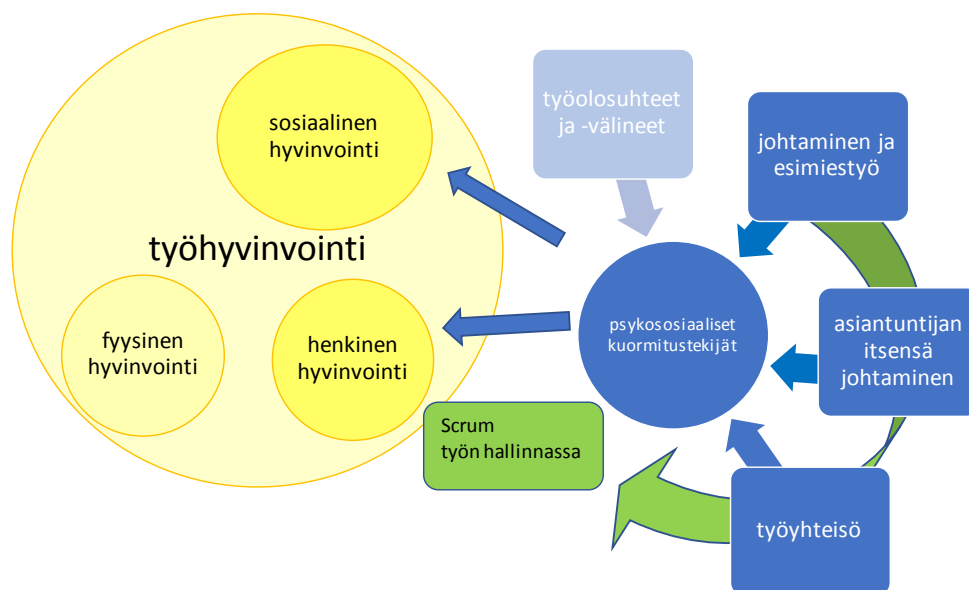 sosiaalinen
hyvinvointi
työhyvinvointi
fyysinen
hyvinvointi
henkinen
hyvinvointi
Scrum
työn hallinnassa
työolosuhteet
ja -välineet
johtaminen ja
esimiestyö
psykososiaaliset
kuormitustekijät
asiantuntijan
itsensä
johtaminen
työyhteisö